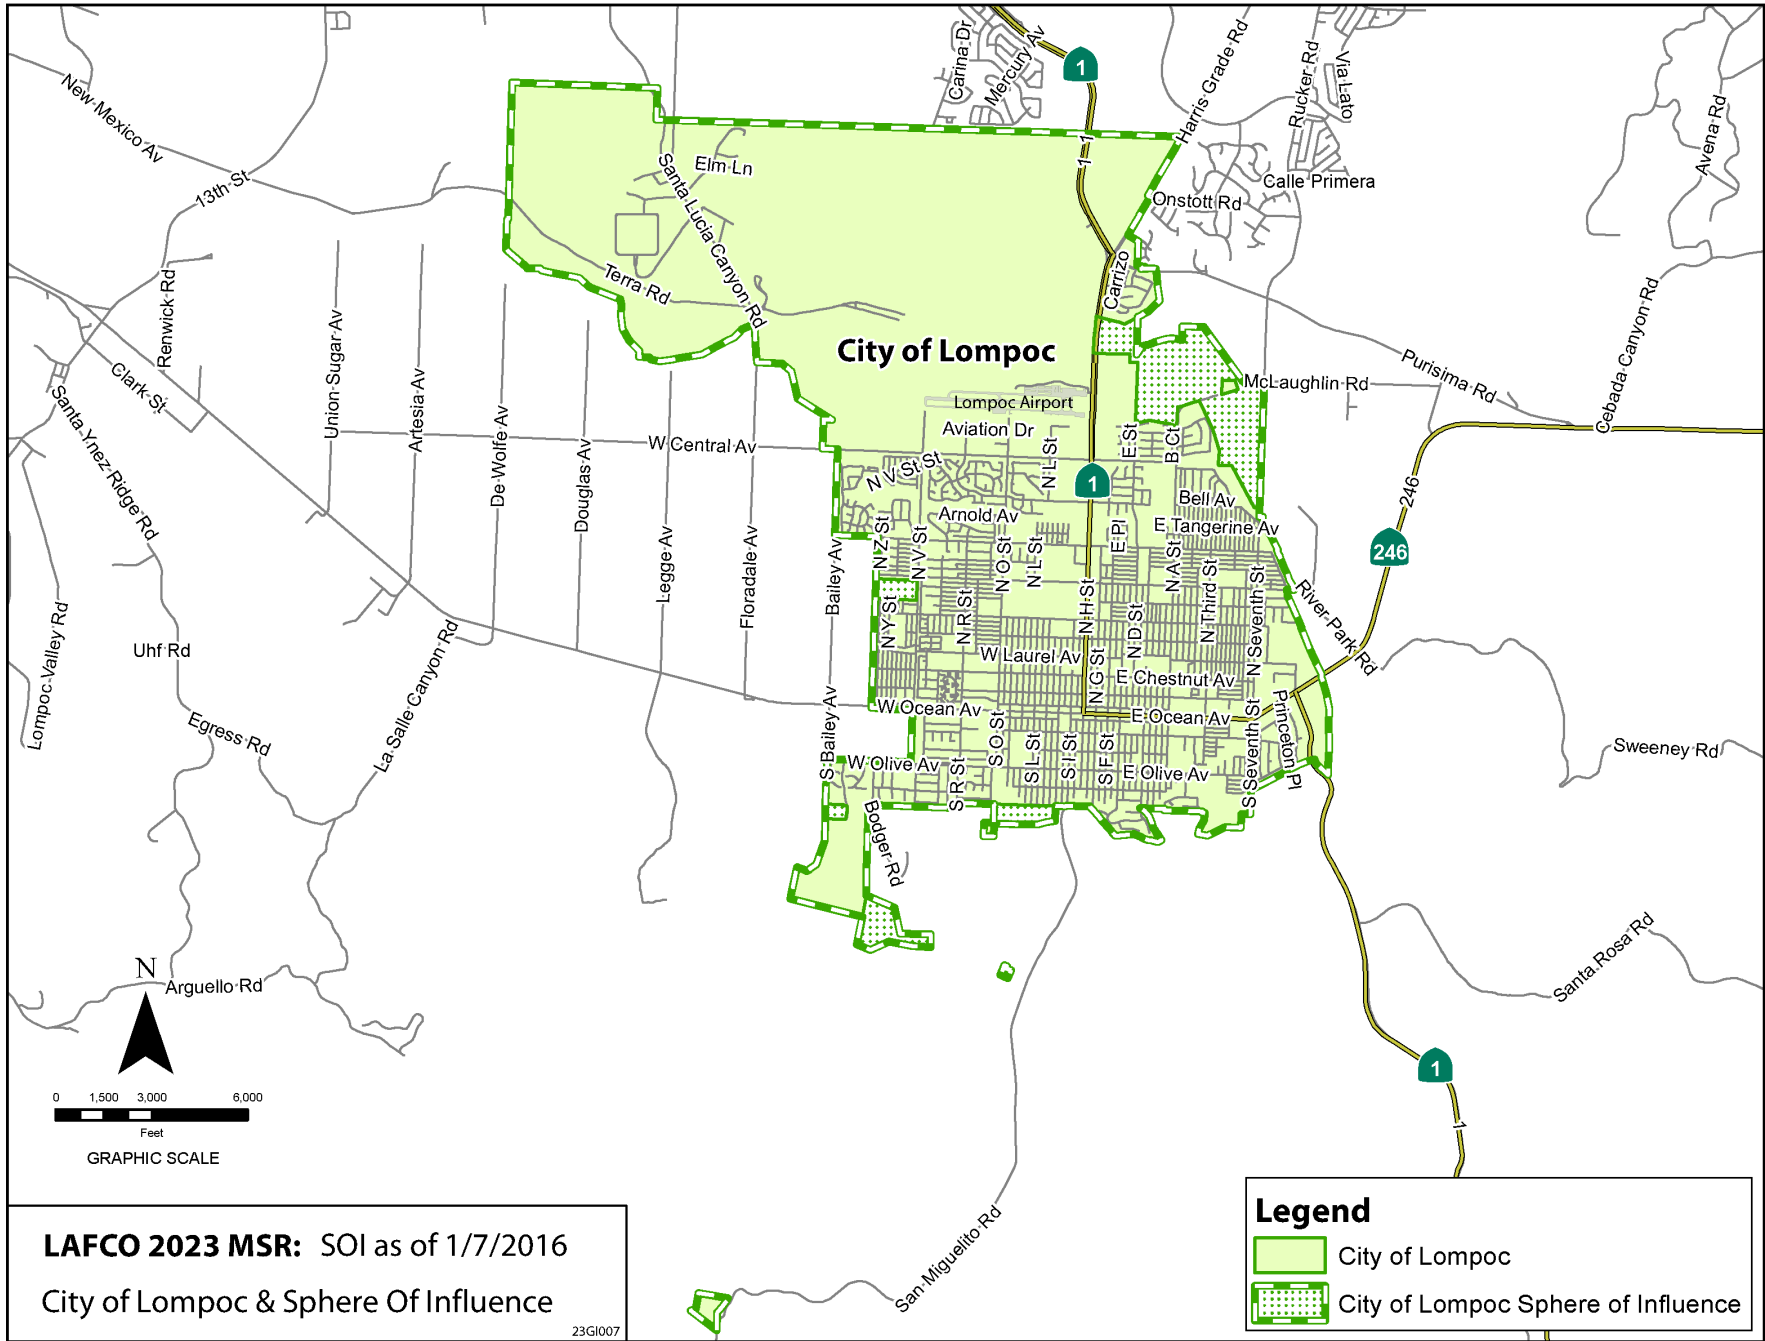 Carina Dr
Mercury Av
1
Harris Grade Rd
Rucker Rd
Via Lato
Avena Rd
New Mexico Av
13th St
Elm Ln
Santa Lucia Canyon Rd
1
1
Calle Primera
Onstott Rd
Terra Rd
Carrizo
Renwick Rd
Clark St
Union Sugar Av
Artesia Av
De Wolfe Av
Douglas Av
City of Lompoc
McLaughlin Rd
Purisima Rd
Cebada Canyon Rd
Lompoc Airport
Aviation Dr
W Central Av
N V St St
N L St
E St
B Ct
Santa Ynez Ridge Rd
1
Bell Av
246
Arnold Av
E Tangerine Av
N Z St
N V St
N O St
N L St
E Pl
N A St
246
Legge Av
Floradale Av
Bailey Av
N Y St
N R St
N H St
N D St
N Third St
N Seventh St
River Park Rd
Lompoc Valley Rd
Uhf Rd
La Salle Canyon Rd
W Laurel Av
N G St
E Chestnut Av
Egress Rd
W Ocean Av
E Ocean Av
Princeton Pl
S Bailey Av
W Olive Av
S R St
S O St
S L St
S I St
S F St
E Olive Av
S Seventh St
Sweeney Rd
Bodger Rd
Santa Rosa Rd
N
Arguello Rd
0 1,500 3,000 6,000
Feet
GRAPHIC SCALE
1
1
San Miguelito Rd
LAFCO 2023 MSR: SOI as of 1/7/2016
City of Lompoc & Sphere Of Influence
23GI007
Legend
City of Lompoc
City of Lompoc Sphere of Influence